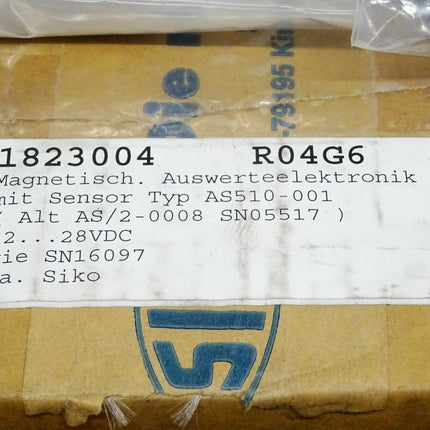 1823004 R04G6
Magnetisch. Auswerteelektronik
mit Sensor Typ AS510-001
( Alt AS/2-0008 SN05517 )
2...28VDC
rie SN16097
a. Siko
-79195 Ki